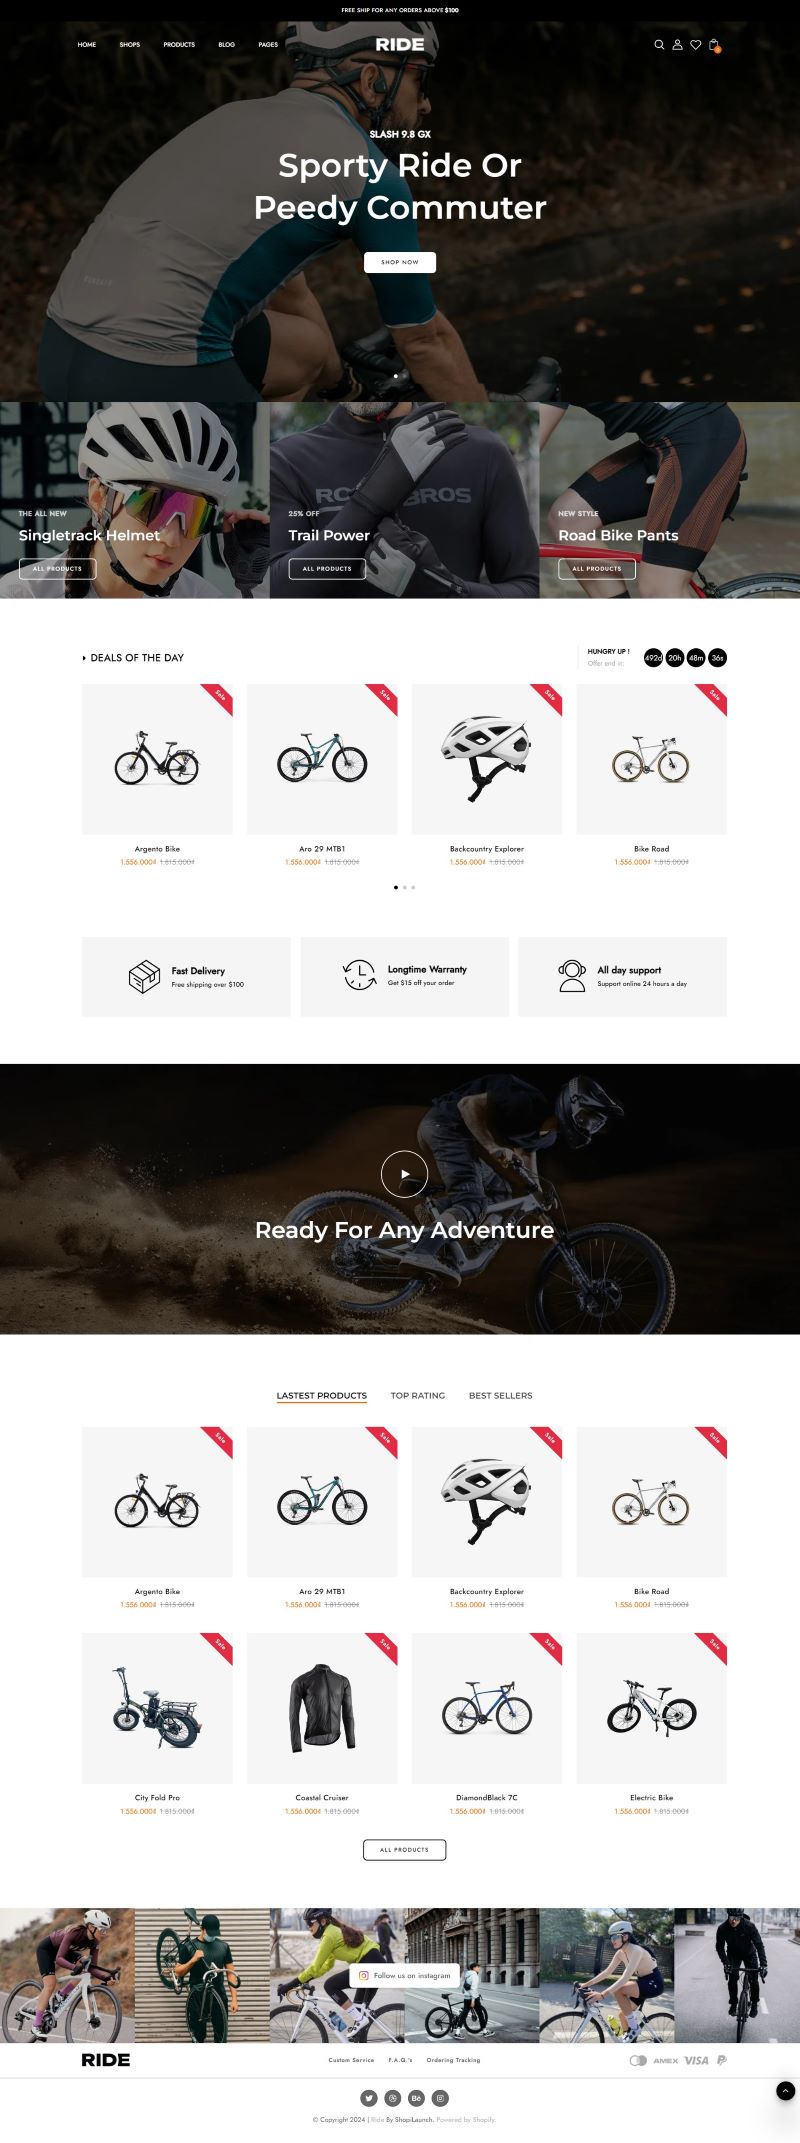 FREE SHIP FOR ANY ORDERS ABOVE $100
HOME SHOPS PRODUCTS BLOG PAGES RIDE 0
SLASH 9.8 GX
Sporty Ride Or
Peedy Commuter
SHOP NOW
THE ALL NEW
Singletrack Helmet
ALL PRODUCTS
25% OFF
Trail Power
ALL PRODUCTS
NEW STYLE
Road Bike Pants
ALL PRODUCTS
DEALS OF THE DAY
HUNGRY UP !
Offer end in:
492d 20h 48m 36s
Sale Sale Sale Sale
Argento Bike Aro 29 MTB1 Backcountry Explorer Bike Road
1.556.000₫ 1.815.000₫ 1.556.000₫ 1.815.000₫ 1.556.000₫ 1.815.000₫ 1.556.000₫ 1.815.000₫
Fast Delivery
Free shipping over $100
Longtime Warranty
Get $15 off your order
All day support
Support online 24 hours a day
Ready For Any Adventure
LASTEST PRODUCTS TOP RATING BEST SELLERS
Sale Sale Sale Sale
Argento Bike Aro 29 MTB1 Backcountry Explorer Bike Road
1.556.000₫ 1.815.000₫ 1.556.000₫ 1.815.000₫ 1.556.000₫ 1.815.000₫ 1.556.000₫ 1.815.000₫
Sale Sale Sale Sale
City Fold Pro Coastal Cruiser DiamondBlack 7C Electric Bike
1.556.000₫ 1.815.000₫ 1.556.000₫ 1.815.000₫ 1.556.000₫ 1.815.000₫ 1.556.000₫ 1.815.000₫
ALL PRODUCTS
Follow us on instagram
RIDE Custom Service F.A.Q.'s Ordering Tracking AMEX VISA
Bē
© Copyright 2024 | Ride By ShopiLaunch. Powered by Shopify.